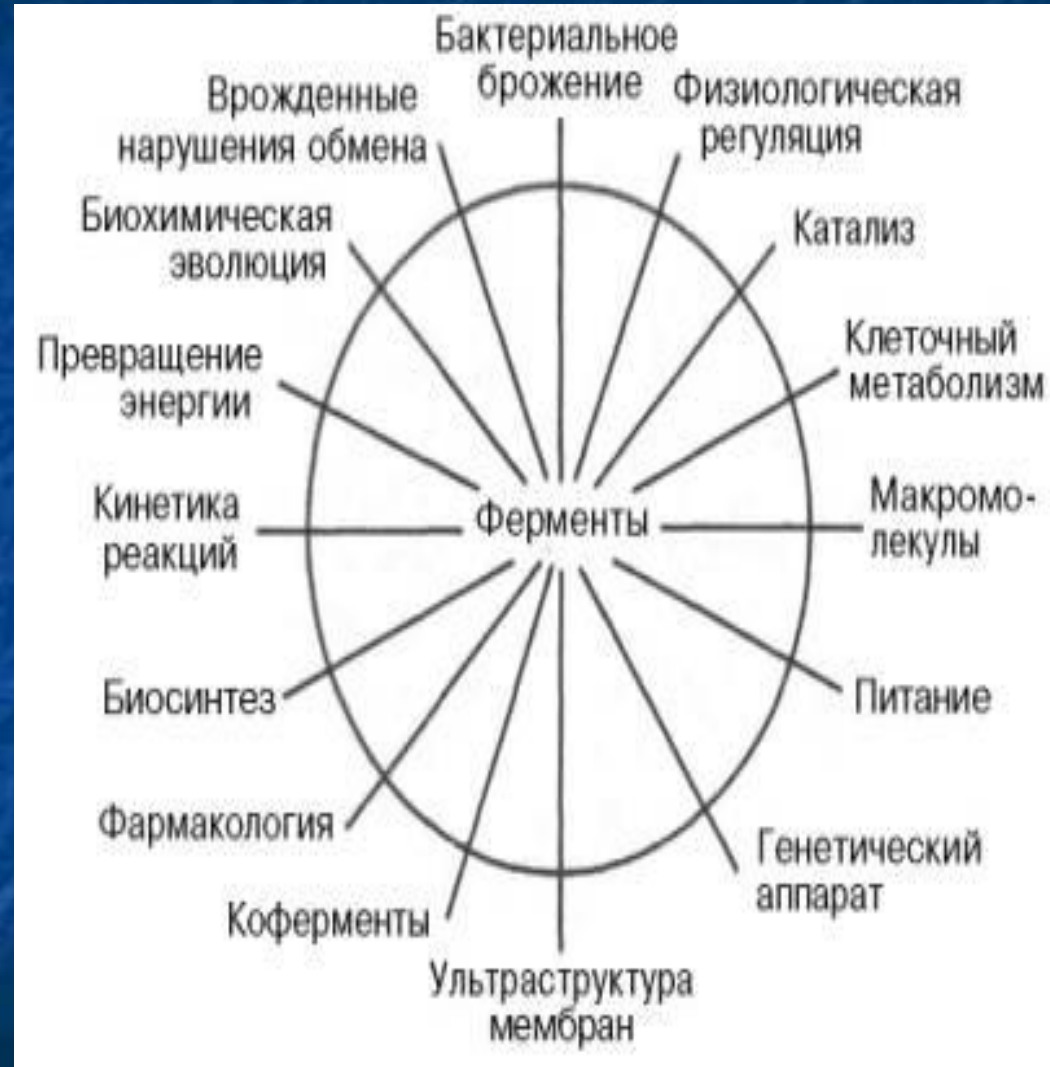 Бактериальное
брожение
Физиологическая
регуляция
Катализ
Клеточный
метаболизм
Макромо-
лекулы
Питание
Генетический
аппарат
Ультраструктура
мембран
Коферменты
Фармакология
Биосинтез
Кинетика
реакций
Превращение
энергии
Биохимическая
эволюция
Врожденные
нарушения обмена
Ферменты